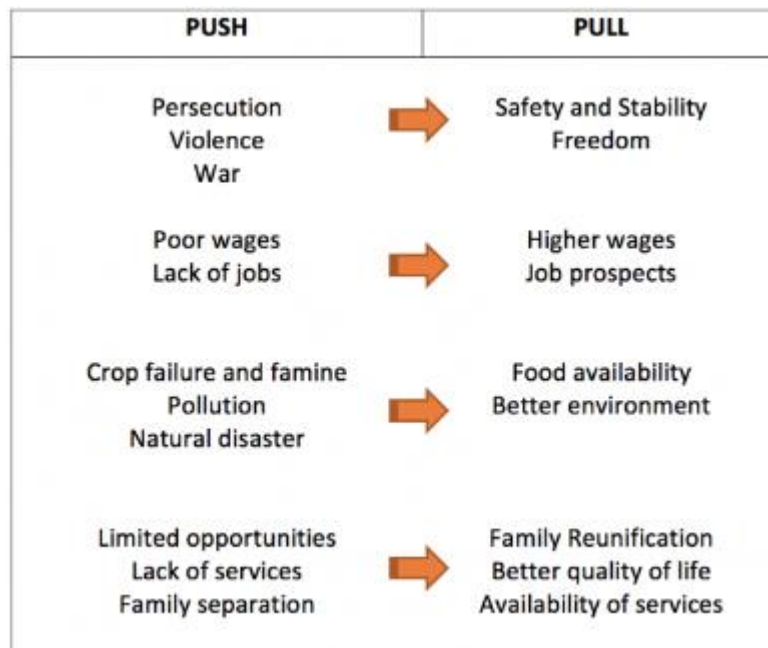 PUSH
PULL
Persecution
Violence
War
Safety and Stability
Freedom
Poor wages
Lack of jobs
Higher wages
Job prospects
Crop failure and famine
Pollution
Natural disaster
Food availability
Better environment
Limited opportunities
Lack of services
Family separation
Family Reunification
Better quality of life
Availability of services